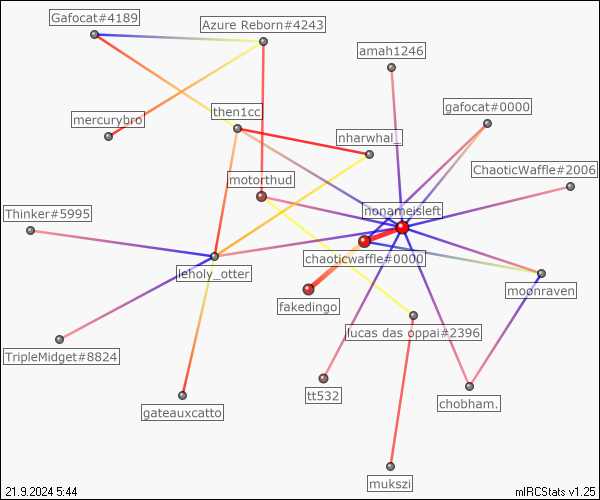 Gafocat#4189
Azure Reborn#4243
amah1246
gafocat#0000
then1cc
mercurybro
nharwhal_
ChaoticWaffle#2006
motorthud
Thinker#5995
nonameisleft
chaoticwaffle#0000
leholy_otter
moonraven
fakedingo
lucas das oppai#2396
TripleMidget#8824
tt532
chobham.
gateauxcatto
mukszi
21.9.2024 5:44
mIRCStats v1.25